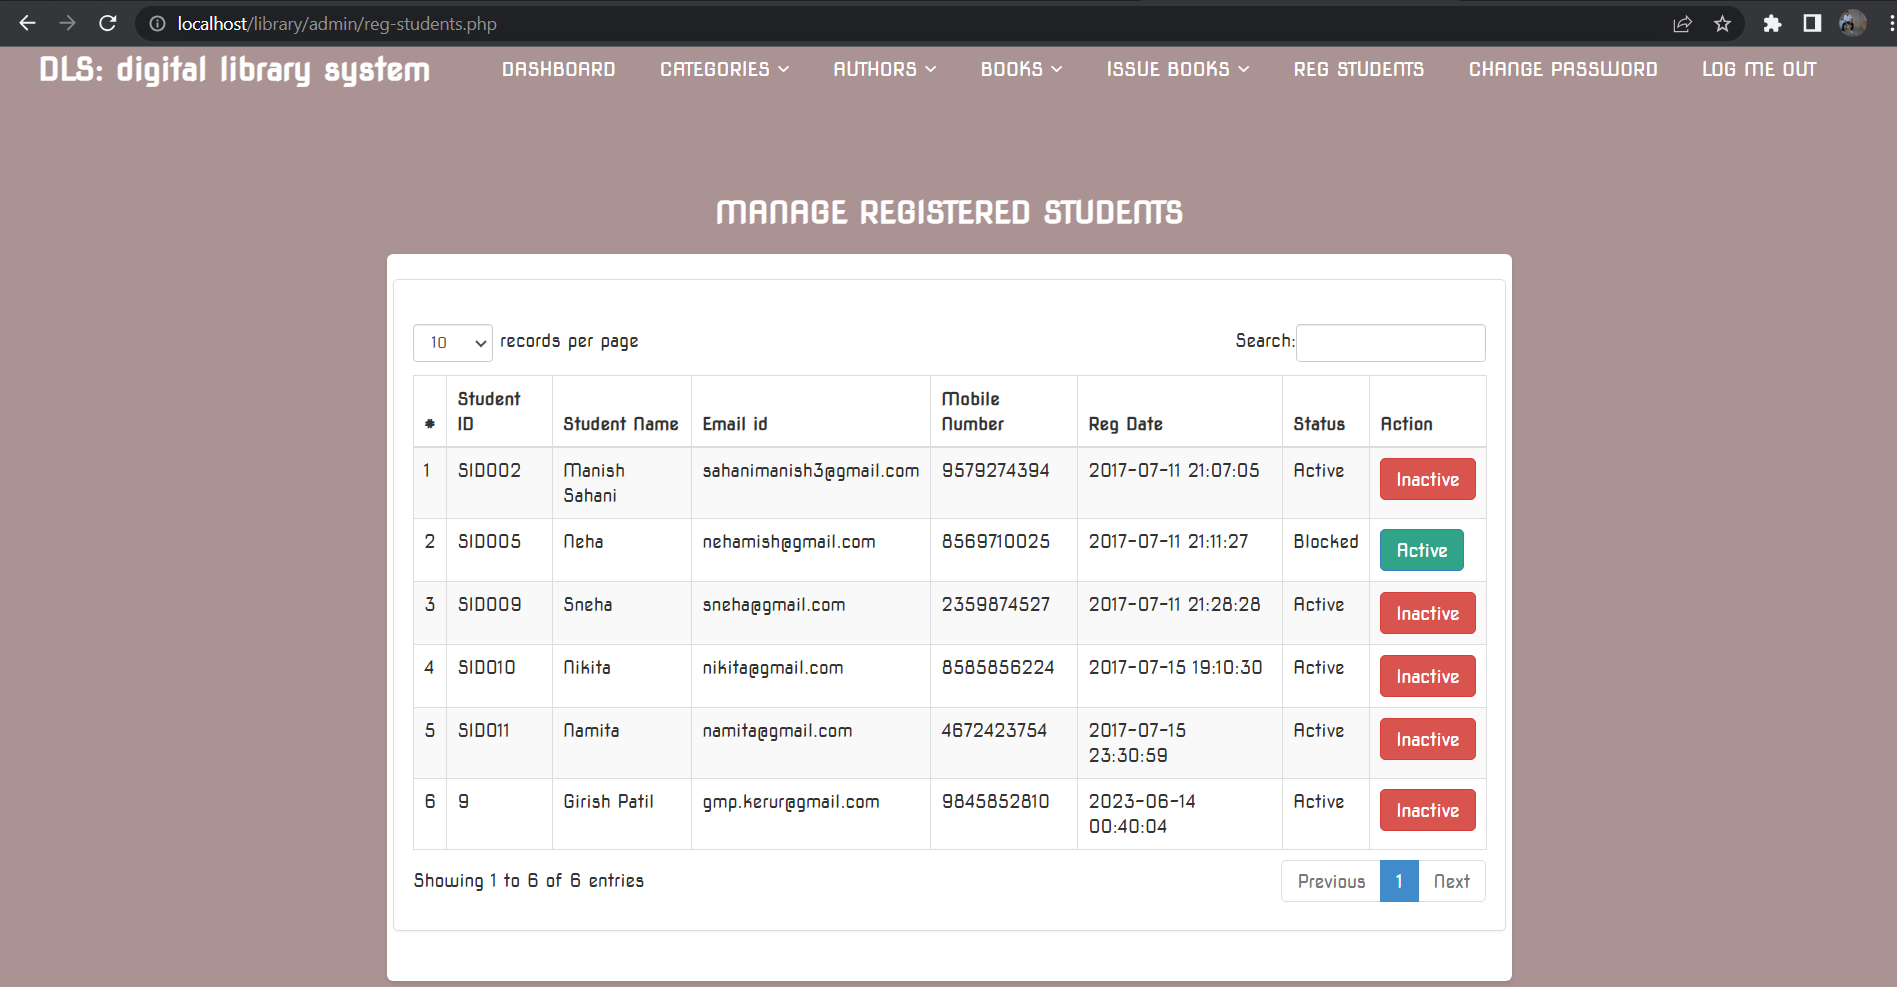 localhost/library/admin/reg-students.php
DLS: digital library system DASHBOARD CATEGORIES AUTHORS BOOKS ISSUE BOOKS REG STUDENTS CHANGE PASSWORD LOG ME OUT
MANAGE REGISTERED STUDENTS
10 records per page Search:
# Student ID Student Name Email id Mobile Number Reg Date Status Action
1 SID002 Manish Sahani sahanimanish3@gmail.com 9579274394 2017-07-11 21:07:05 Active Inactive
2 SID005 Neha nehamish@gmail.com 8569710025 2017-07-11 21:11:27 Blocked Active
3 SID009 Sneha sneha@gmail.com 2359874527 2017-07-11 21:28:28 Active Inactive
4 SID010 Nikita nikita@gmail.com 8585856224 2017-07-15 19:10:30 Active Inactive
5 SID011 Namita namita@gmail.com 4672423754 2017-07-15 23:30:59 Active Inactive
6 9 Girish Patil gmp.kerur@gmail.com 9845852810 2023-06-14 00:40:04 Active Inactive
Showing 1 to 6 of 6 entries Previous 1 Next